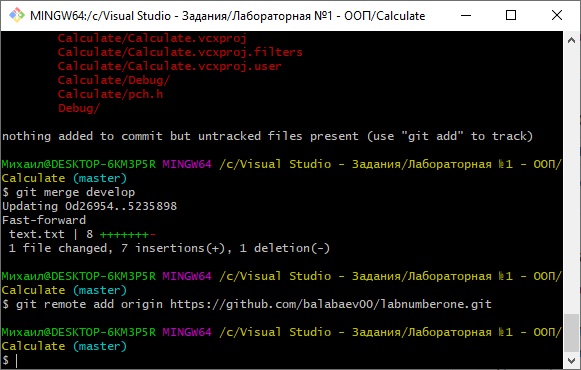 MINGW64:/c/Visual Studio - Задания/Лабораторная №1 - ООП/Calculate
Calculate/Calculate.vcxproj
Calculate/Calculate.vcxproj.filters
Calculate/Calculate.vcxproj.user
Calculate/Debug/
Calculate/pch.h
Debug/
nothing added to commit but untracked files present (use "git add" to track)
Михаил@DESKTOP-6KM3P5R MINGW64 /c/Visual Studio - Задания/Лабораторная №1 - ООП/
Calculate (master)
$ git merge develop
Updating 0d26954..5235898
Fast-forward
text.txt | 8 +++++++-
1 file changed, 7 insertions(+), 1 deletion(-)
Михаил@DESKTOP-6KM3P5R MINGW64 /c/Visual Studio - Задания/Лабораторная №1 - ООП/
Calculate (master)
$ git remote add origin https://github.com/balabaev00/labnumberone.git
Михаил@DESKTOP-6KM3P5R MINGW64 /c/Visual Studio - Задания/Лабораторная №1 - ООП/
Calculate (master)
$